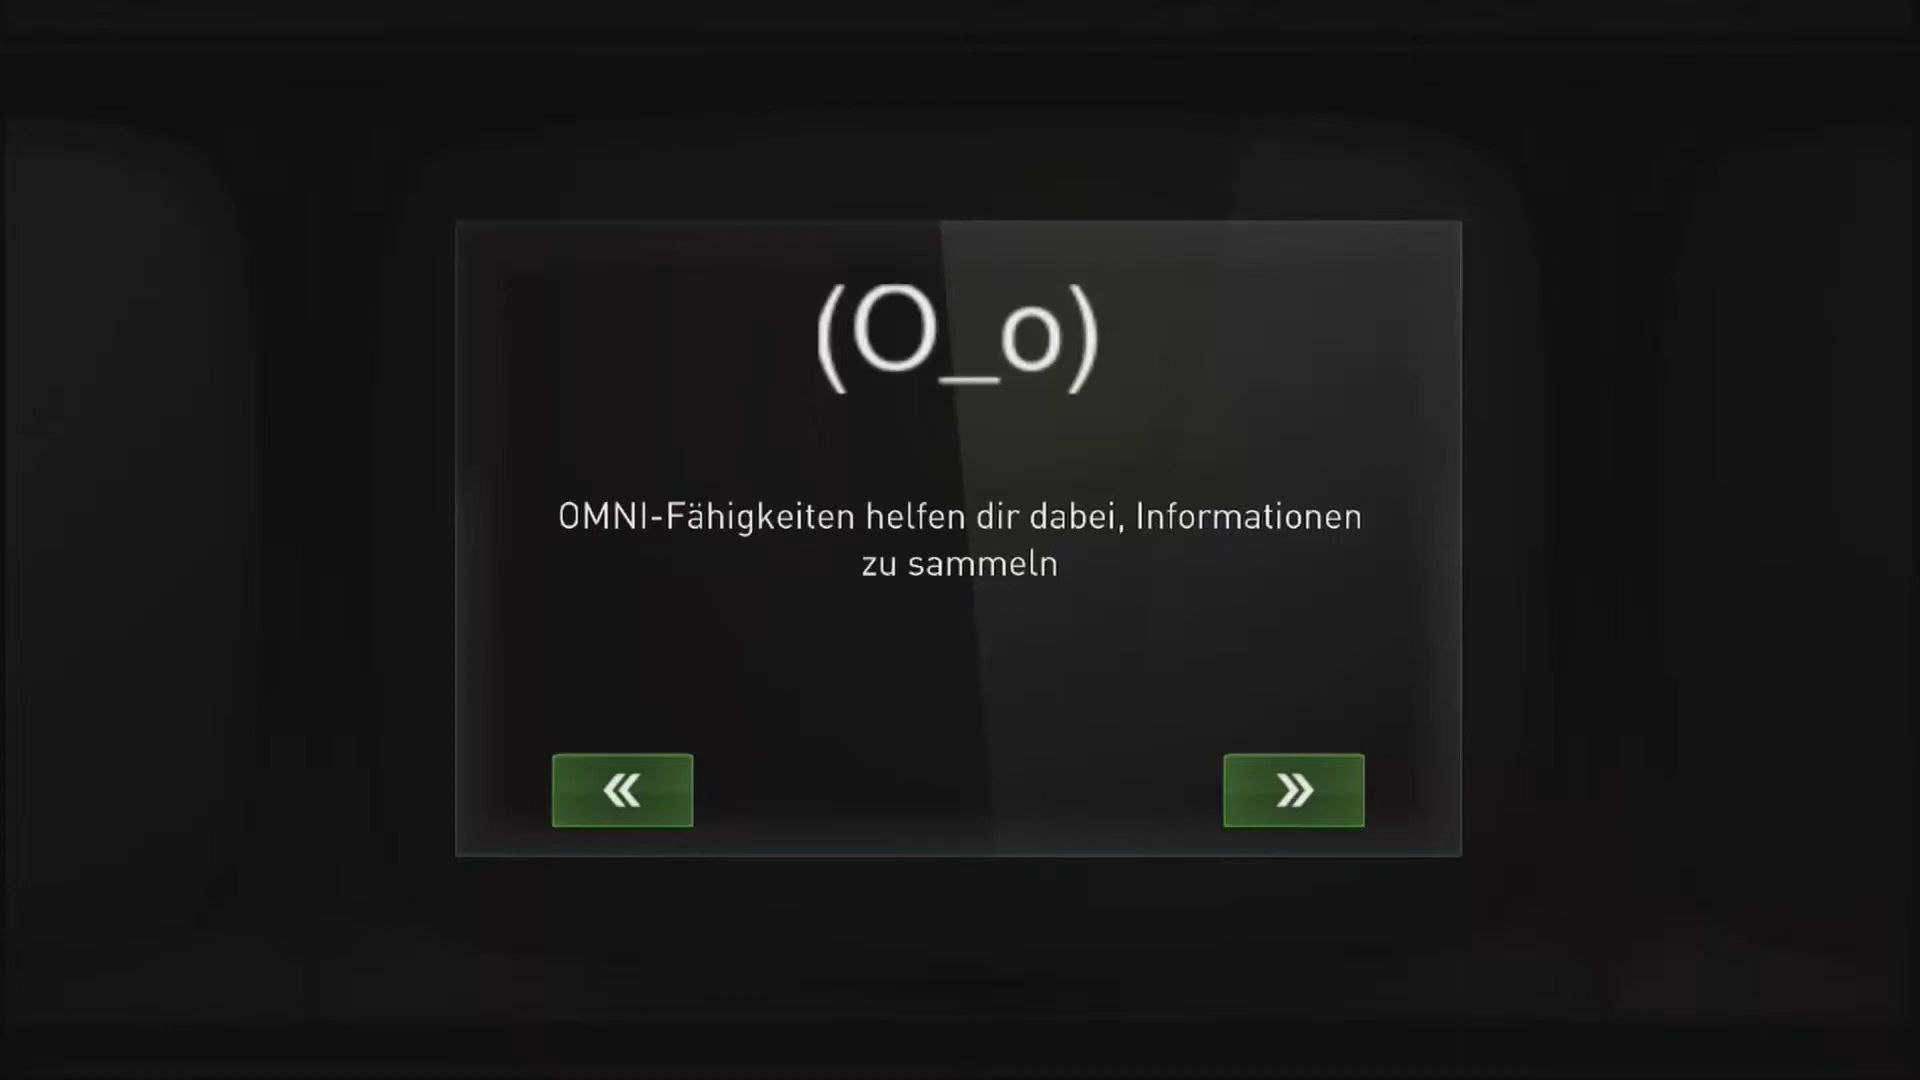 (O_o)
OMNI-Fähigkeiten helfen dir dabei, Informationen
zu sammeln